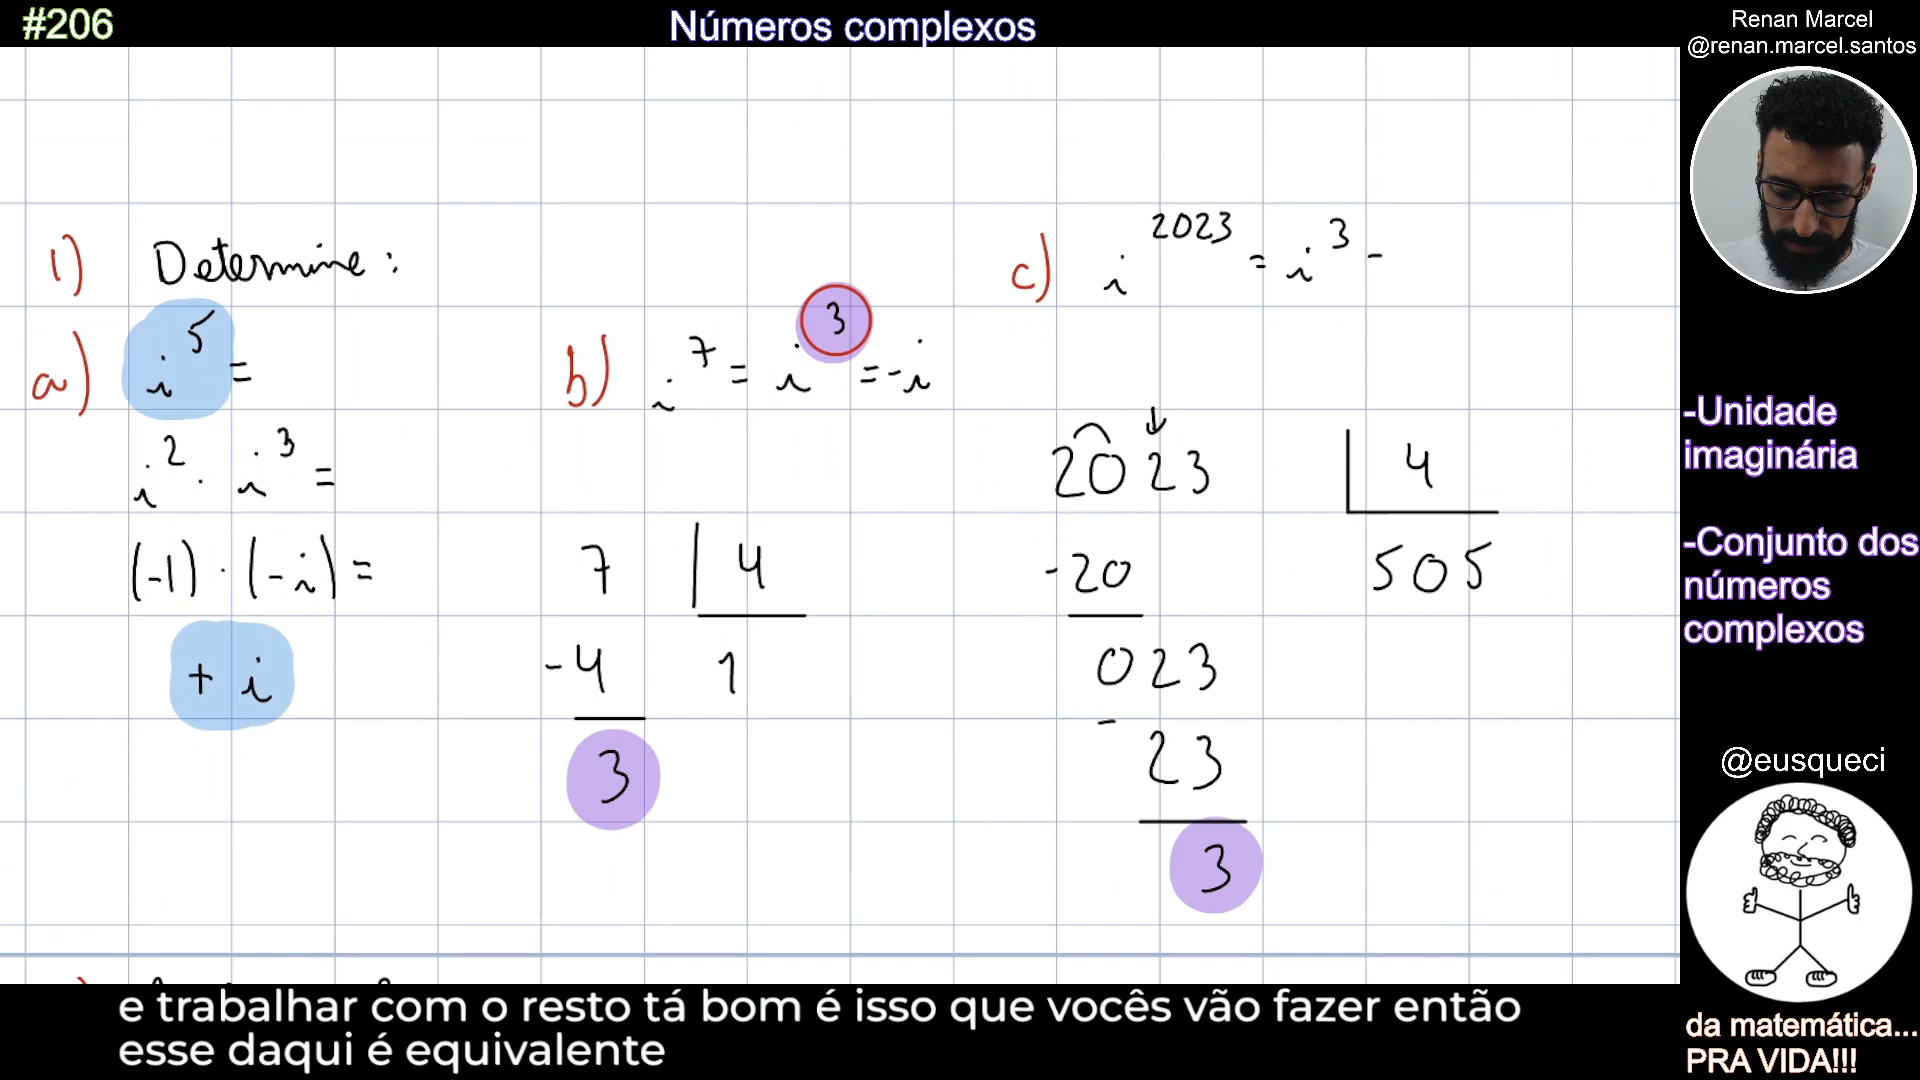 #206
Números complexos
Renan Marcel
@renan.marcel.santos
1) Determine:
a) i^5 =
i^2 · i^3 =
(-1) · (-i) =
+ i
b) i^7 = i^3 = -i
7 | 4
-4 1
3
c) i^2023 = i^3 -
2023 | 4
-20 505
023
- 23
3
-Unidade
imaginária
-Conjunto dos
números
complexos
@eusqueci
da matemática...
PRA VIDA!!!
e trabalhar com o resto tá bom é isso que vocês vão fazer então
esse daqui é equivalente